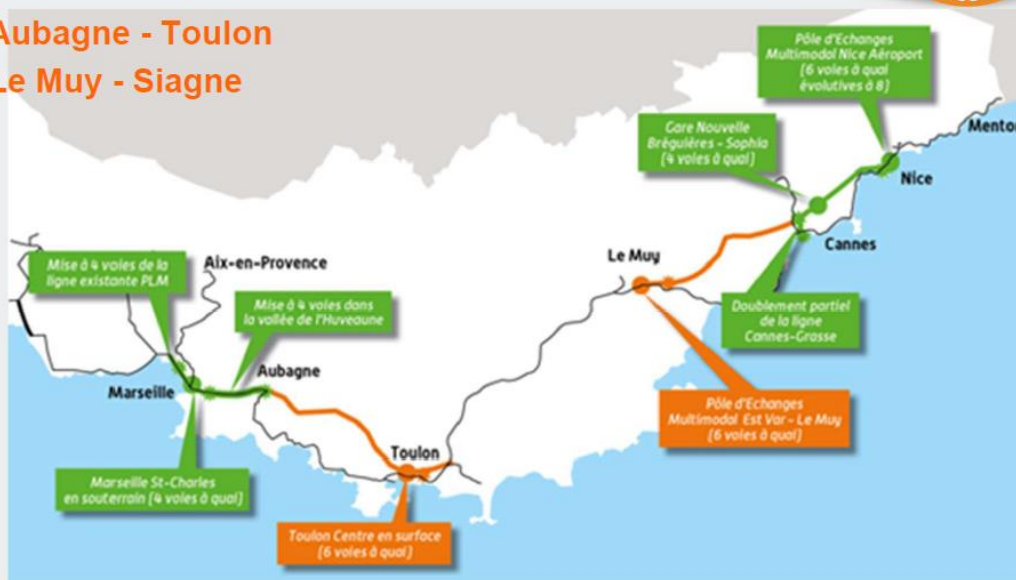 Aubagne - Toulon
Le Muy - Siagne
Pôle d'Echanges
Multimodal Nice Aéroport
(6 voies à quai
évolutives à 8)
Gare Nouvelle
Bréguières - Sophia
(4 voies à quai)
Menton
Nice
Cannes
Le Muy
Mise à 4 voies de la
ligne existante PLM
Aix-en-Provence
Mise à 4 voies dans
la vallée de l'Huveaune
Doublement partiel
de la ligne
Cannes-Grasse
Aubagne
Marseille
Pôle d'Echanges
Multimodal Est Var - Le Muy
(6 voies à quai)
Toulon
Marseille St-Charles
en souterrain (4 voies à quai)
Toulon Centre en surface
(6 voies à quai)